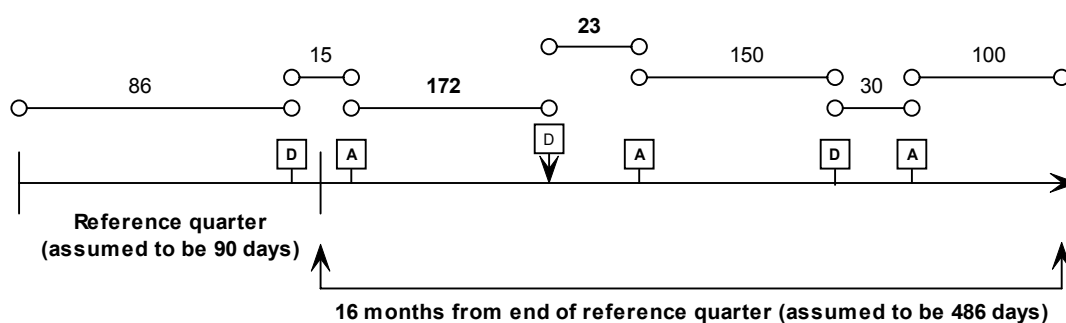 23
15
150
86
172
30
100
D
A
D
A
D
A
Reference quarter
(assumed to be 90 days)
16 months from end of reference quarter (assumed to be 486 days)